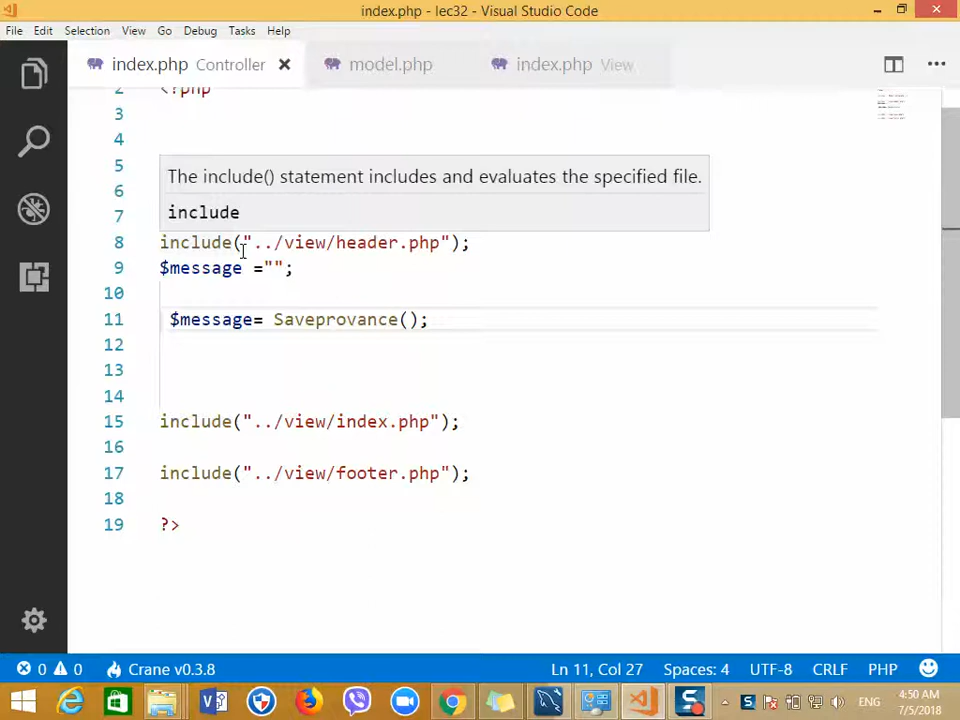 index.php - lec32 - Visual Studio Code
File Edit Selection View Go Debug Tasks Help
index.php Controller model.php index.php View
2 <?php
3
4
5
The include() statement includes and evaluates the specified file.
6
7
include
8 include("../view/header.php");
9 $message ="";
10
11 $message= Saveprovance();
12
13
14
15 include("../view/index.php");
16
17 include("../view/footer.php");
18
19 ?>
0 0 Crane v0.3.8 Ln 11, Col 27 Spaces: 4 UTF-8 CRLF PHP
ENG 4:50 AM
7/5/2018